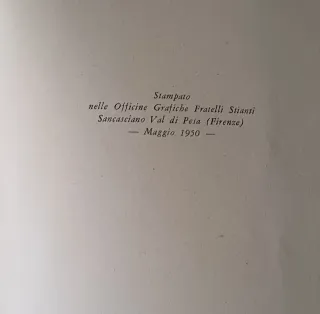 Stampato
nelle Officine Grafiche Fratelli Stianti
Sancasciano Val di Pesa (Firenze)
— Maggio 1950 —